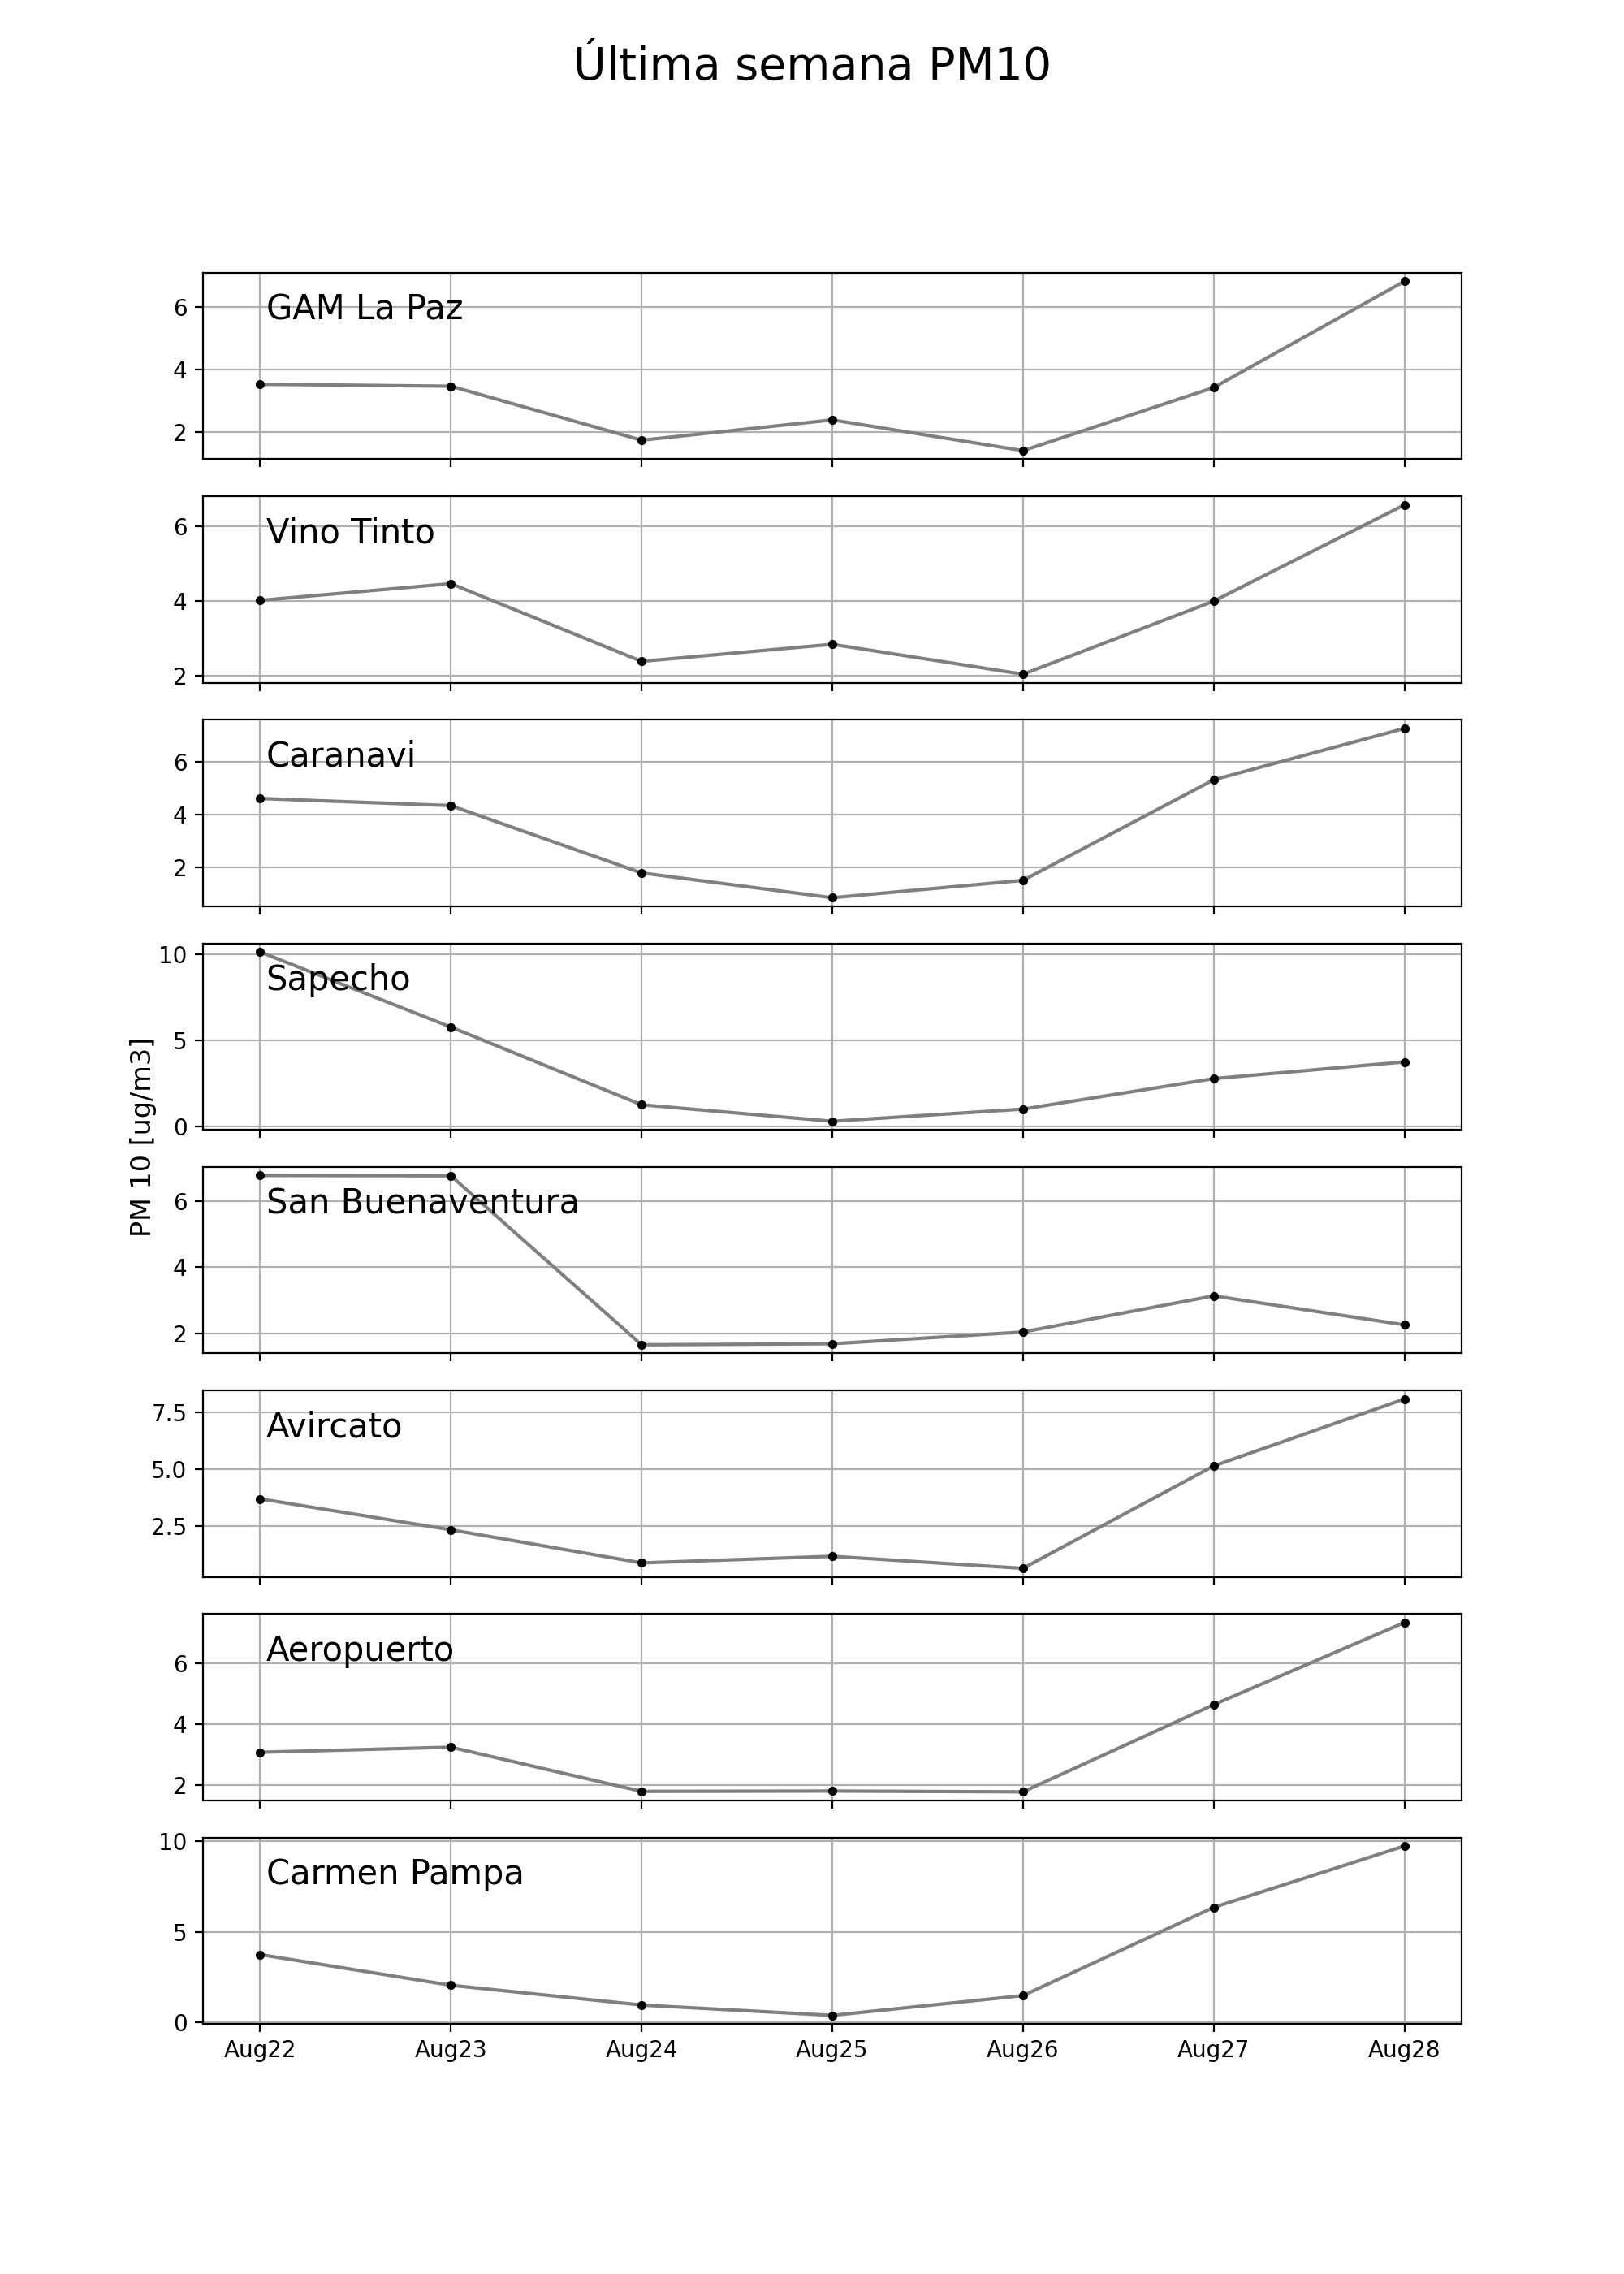 Última semana PM10
GAM La Paz
6
4
2
Vino Tinto
6
4
2
Caranavi
6
4
2
Sapecho
10
5
0
PM 10 [ug/m3]
San Buenaventura
6
4
2
Avircato
7.5
5.0
2.5
Aeropuerto
6
4
2
Carmen Pampa
10
5
0
Aug22 Aug23 Aug24 Aug25 Aug26 Aug27 Aug28